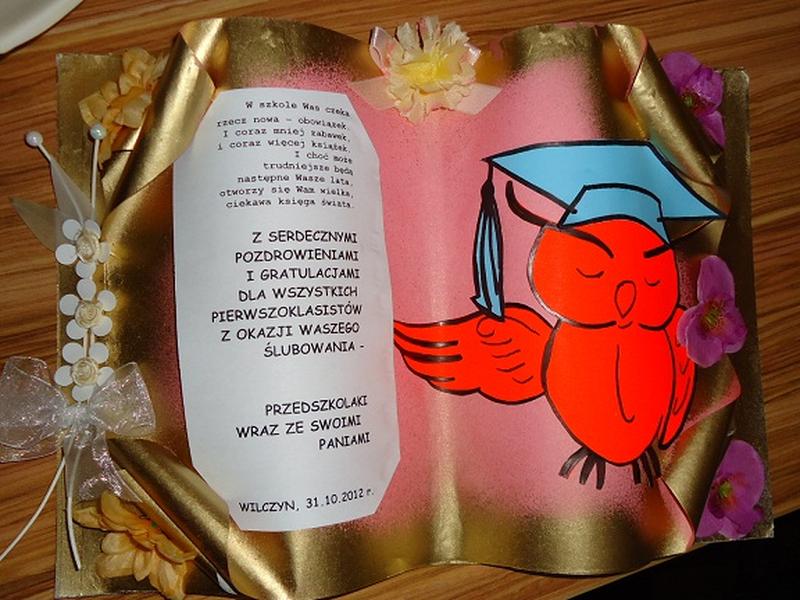 W szkole Was czeka
rzecz nowa – obowiązek.
I coraz mniej zabawek,
i coraz więcej książek.
I choć może
trudniejsze będą
następne Wasze lata,
otworzy się Wam wielka,
ciekawa księga świata.
Z SERDECZNYMI
POZDROWIENIAMI
I GRATULACJAMI
DLA WSZYSTKICH
PIERWSZOKLASISTÓW
Z OKAZJI WASZEGO
ŚLUBOWANIA -
PRZEDSZKOLAKI
WRAZ ZE SWOIMI
PANIAMI
WILCZYN, 31.10.2012 r.